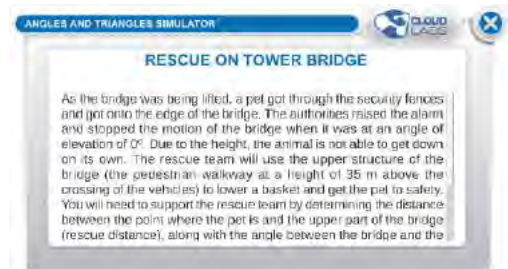 ANGLES AND TRIANGLES SIMULATOR
CLOUD
LABS
RESCUE ON TOWER BRIDGE
As the bridge was being lifted, a pet got through the security fences
and got onto the edge of the bridge. The authorities raised the alarm
and stopped the motion of the bridge when it was at an angle of
elevation of 0º. Due to the height, the animal is not able to get down
on its own. The rescue team will use the upper structure of the
bridge (the pedestrian walkway at a height of 35 m above the
crossing of the vehicles) to lower a basket and get the pet to safety.
You will need to support the rescue team by determining the distance
between the point where the pet is and the upper part of the bridge
(rescue distance), along with the angle between the bridge and the